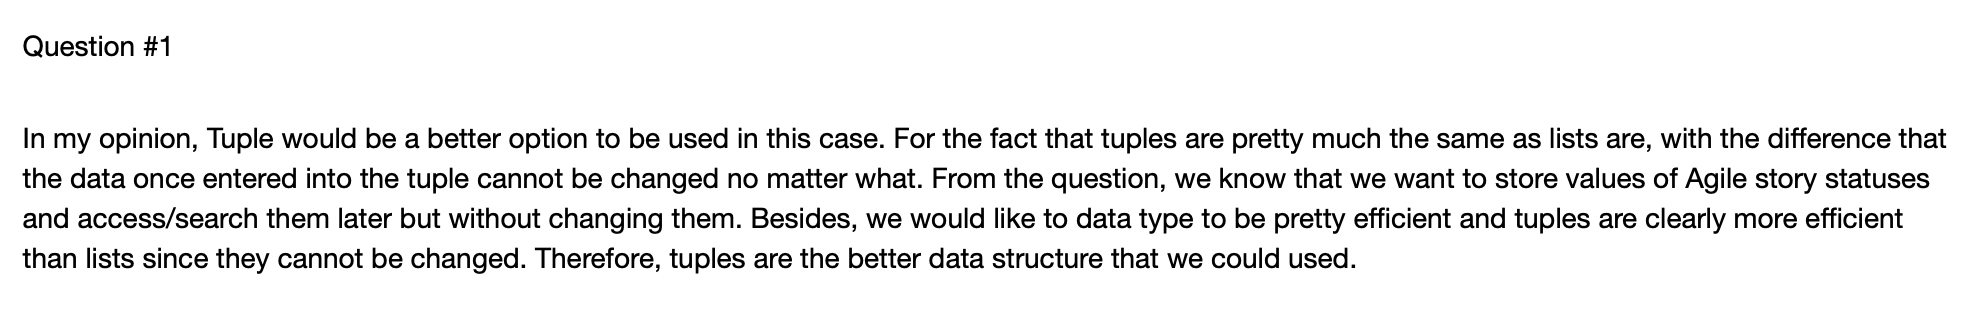 Question #1
In my opinion, Tuple would be a better option to be used in this case. For the fact that tuples are pretty much the same as lists are, with the difference that
the data once entered into the tuple cannot be changed no matter what. From the question, we know that we want to store values of Agile story statuses
and access/search them later but without changing them. Besides, we would like to data type to be pretty efficient and tuples are clearly more efficient
than lists since they cannot be changed. Therefore, tuples are the better data structure that we could used.